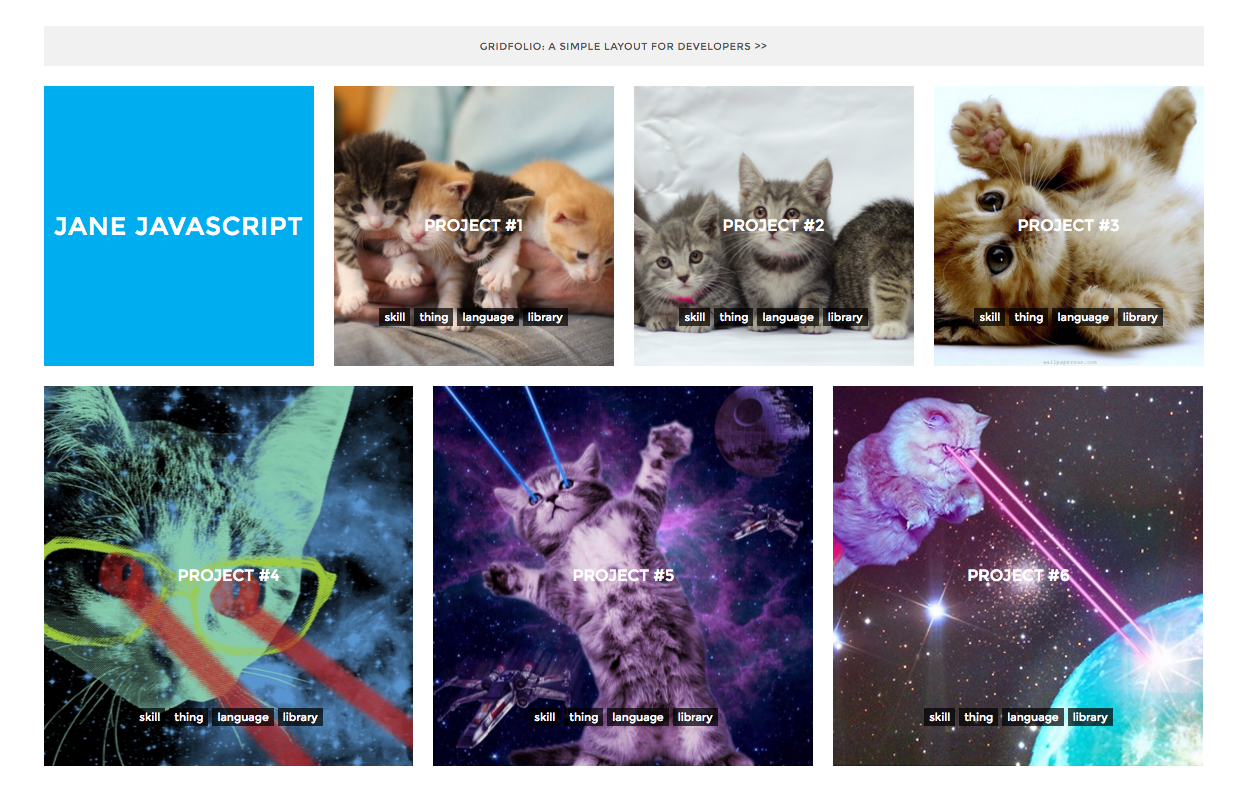 GRIDFOLIO: A SIMPLE LAYOUT FOR DEVELOPERS >>
JANE JAVASCRIPT
PROJECT #1
skill thing language library
PROJECT #2
skill thing language library
PROJECT #3
skill thing language library
PROJECT #4
skill thing language library
PROJECT #5
skill thing language library
PROJECT #6
skill thing language library